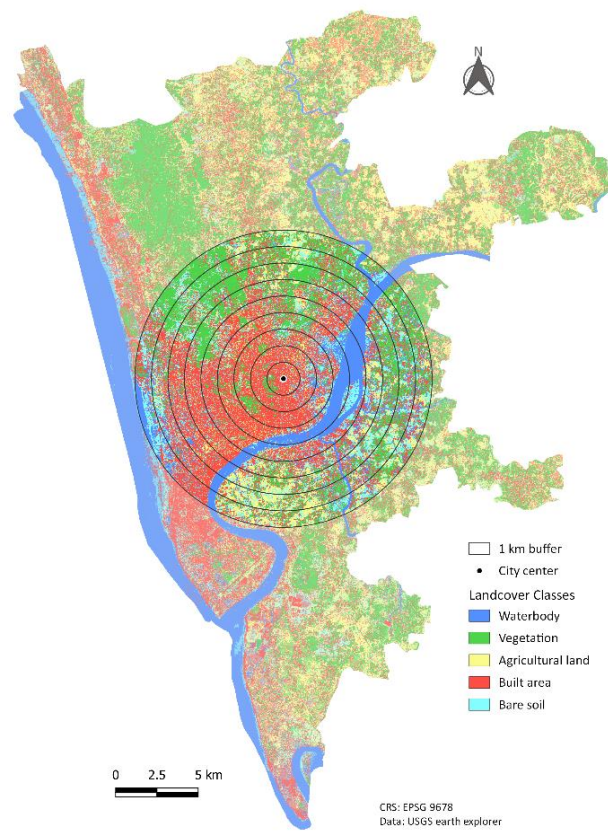 N
1 km buffer
City center
Landcover Classes
Waterbody
Vegetation
Agricultural land
Built area
Bare soil
0 2.5 5 km
CRS: EPSG 9678
Data: USGS earth explorer